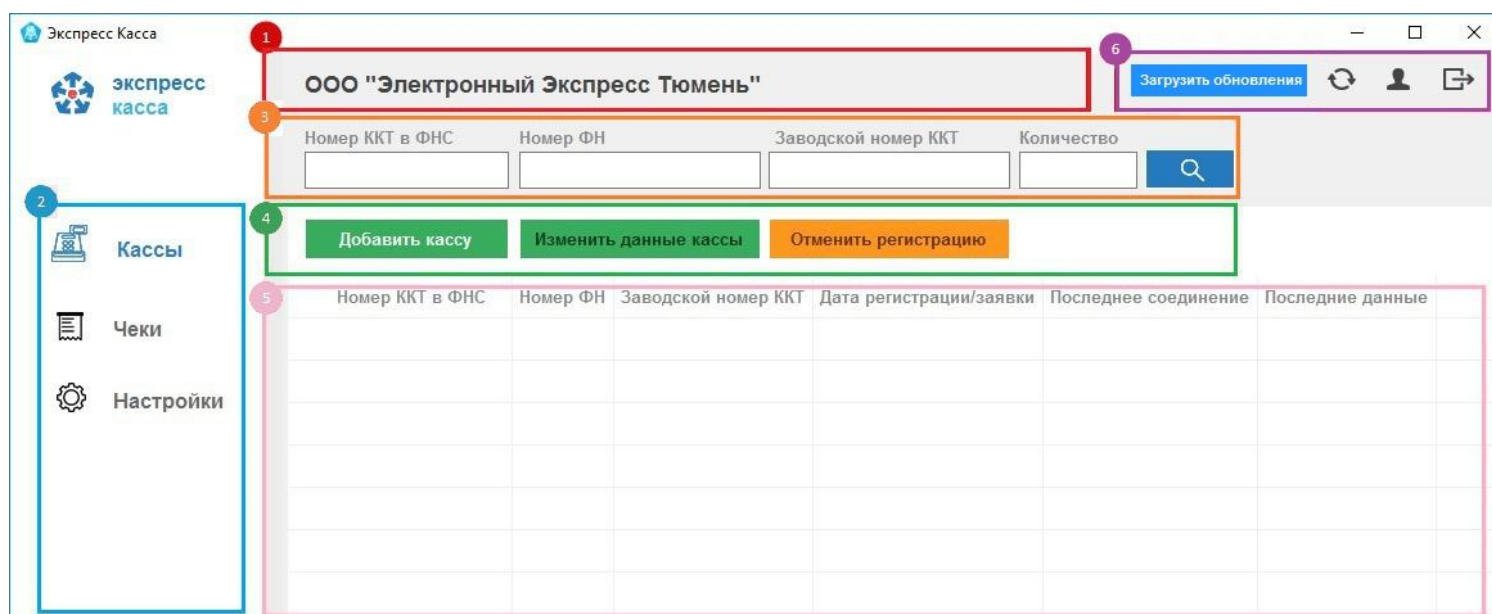 Экспресс Касса
1
6
экспресс
касса
ООО "Электронный Экспресс Тюмень"
Загрузить обновления
3
Номер ККТ в ФНС Номер ФН Заводской номер ККТ Количество
2
4
Кассы
Добавить кассу Изменить данные кассы Отменить регистрацию
5
Номер ККТ в ФНС Номер ФН Заводской номер ККТ Дата регистрации/заявки Последнее соединение Последние данные
Чеки
Настройки